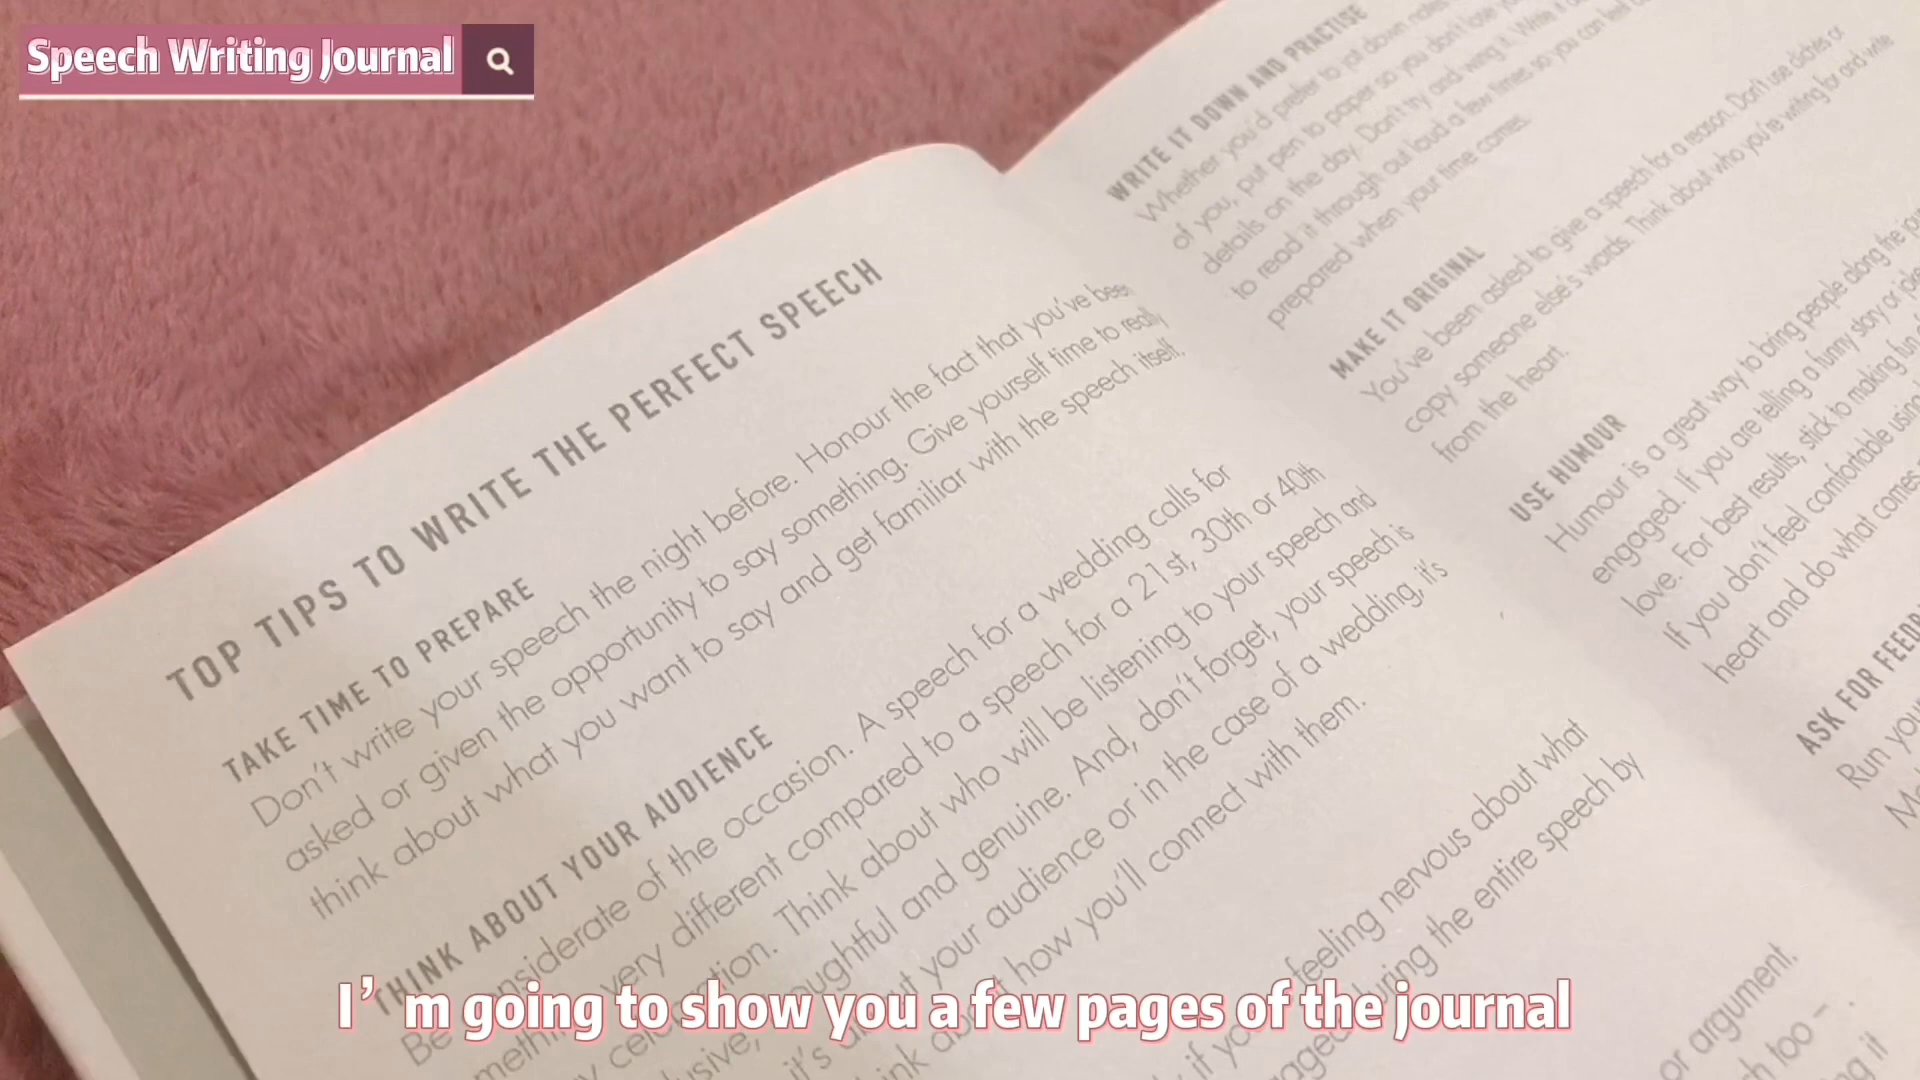 Speech Writing Journal
TOP TIPS TO WRITE THE PERFECT SPEECH
TAKE TIME TO PREPARE
Don't write your speech the night before. Honour the fact that you've been
asked or given the opportunity to say something. Give yourself time to really
think about what you want to say and get familiar with the speech itself.
THINK ABOUT YOUR AUDIENCE
Be considerate of the occasion. A speech for a wedding calls for
very different compared to a speech for a 21st, 30th or 40th
Think about who will be listening to your speech and
thoughtful and genuine. And, don't forget, your speech is
it's about your audience or in the case of a wedding, it's
how you'll connect with them.
if you feeling nervous about what
during the entire speech by
or argument.
too –
WRITE IT DOWN AND PRACTISE
Whether you'd prefer to jot down notes
of you, put pen to paper so you don't lose
details on the day. Don't try and wing it. Write it
to read it through out loud a few times so you can feel
prepared when your time comes.
MAKE IT ORIGINAL
You've been asked to give a speech for a reason. Don't use cliches or
copy someone else's words. Think about who you're writing for and write
from the heart.
USE HUMOUR
Humour is a great way to bring people along the
engaged. If you are telling a funny story or
love. For best results, stick to making fun
If you don't feel comfortable using
heart and do what comes
ASK FOR
Run
I'm going to show you a few pages of the journal